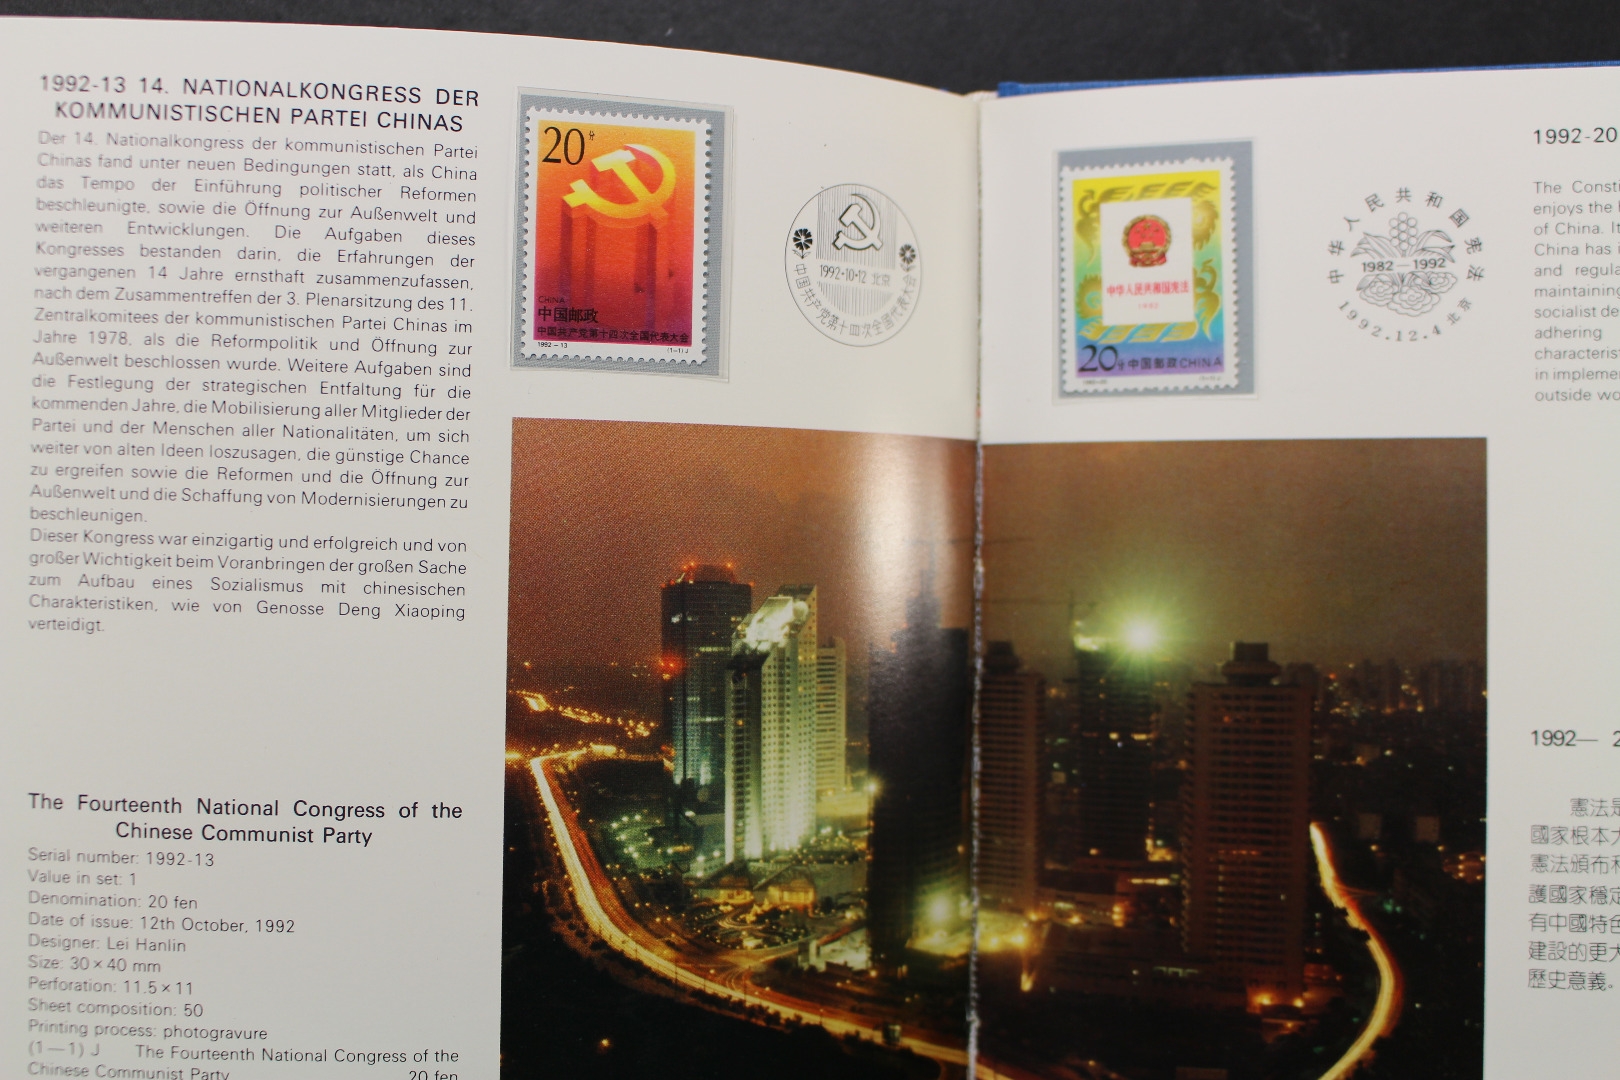 1992-13 14. NATIONALKONGRESS DER
KOMMUNISTISCHEN PARTEI CHINAS
Der 14. Nationalkongress der kommunistischen Partei
Chinas fand unter neuen Bedingungen statt, als China
das Tempo der Einführung politischer Reformen
beschleunigte, sowie die Öffnung zur Außenwelt und
weiteren Entwicklungen. Die Aufgaben dieses
Kongresses bestanden darin, die Erfahrungen der
vergangenen 14 Jahre ernsthaft zusammenzufassen,
nach dem Zusammentreffen der 3. Plenarsitzung des 11.
Zentralkomitees der kommunistischen Partei Chinas im
Jahre 1978, als die Reformpolitik und Öffnung zur
Außenwelt beschlossen wurde. Weitere Aufgaben sind
die Festlegung der strategischen Entfaltung für die
kommenden Jahre, die Mobilisierung aller Mitglieder der
Partei und der Menschen aller Nationalitäten, um sich
weiter von alten Ideen loszusagen, die günstige Chance
zu ergreifen sowie die Reformen und die Öffnung zur
Außenwelt und die Schaffung von Modernisierungen zu
beschleunigen.
Dieser Kongress war einzigartig und erfolgreich und von
großer Wichtigkeit beim Voranbringen der großen Sache
zum Aufbau eines Sozialismus mit chinesischen
Charakteristiken, wie von Genosse Deng Xiaoping
verteidigt.
The Fourteenth National Congress of the
Chinese Communist Party
Serial number: 1992-13
Value in set: 1
Denomination: 20 fen
Date of issue: 12th October, 1992
Designer: Lei Hanlin
Size: 30×40 mm
Perforation: 11.5×11
Sheet composition: 50
Printing process: photogravure
(1—1) J The Fourteenth National Congress of the
Chinese Communist Party 20 fen
20分
CHINA
中国邮政
中国共产党第十四次全国代表大会
1992-13 (1-1) J
1992·10·12 北京
中国共产党第十四次全国代表大会
中华人民共和国宪法
1982
20分 中国邮政 CHINA
中华人民共和国宪法
1982—1992
1992.12.4 北京
1992-20
The Consti
enjoys the
of China. It
China has
and regula
maintaining
socialist de
adhering
characterist
in implemen
outside wo
1992— 2
憲法是
國家根本大
憲法頒布和
護國家穩定
有中國特色
建設的更大
歷史意義。